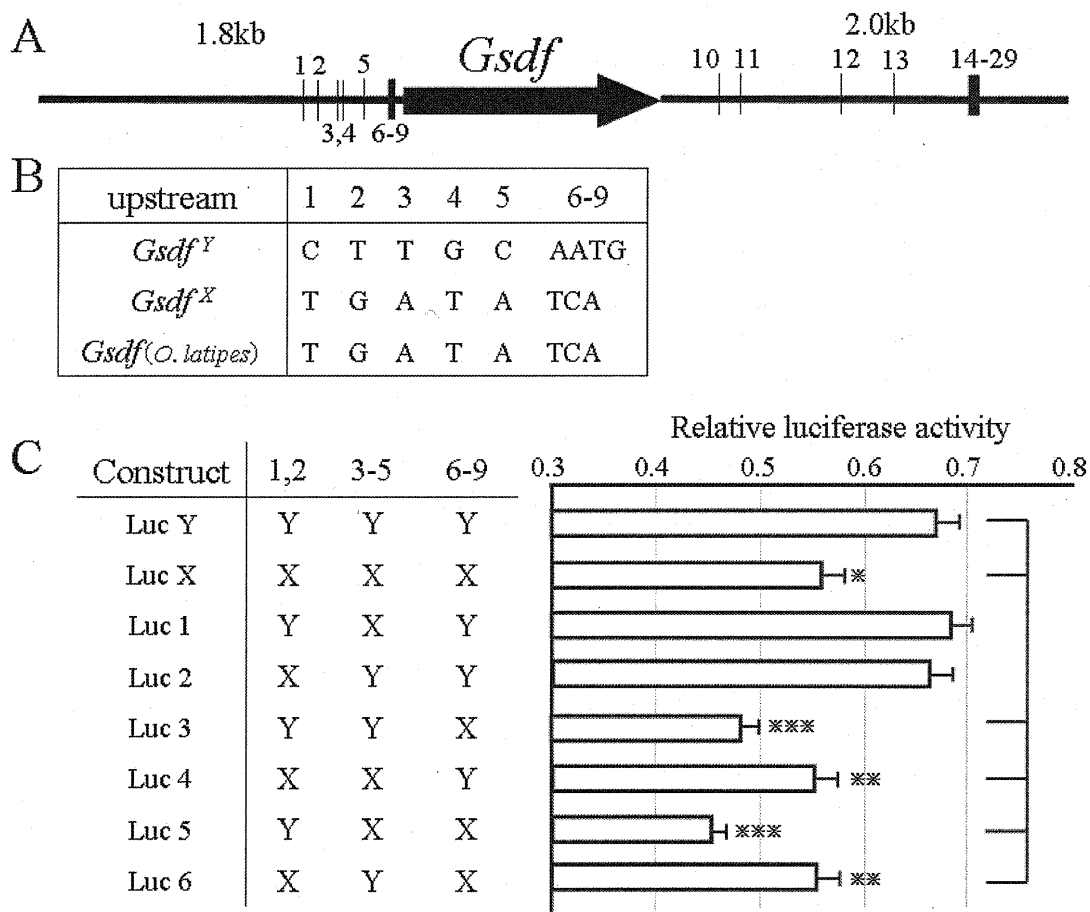 A
1.8kb
Gsdf
2.0kb
1 2 5
3,4 6-9
10 11 12 13 14-29
B
upstream 1 2 3 4 5 6-9
Gsdf Y C T T G C AATG
Gsdf X T G A T A TCA
Gsdf (O. latipes) T G A T A TCA
C
Relative luciferase activity
Construct 1,2 3-5 6-9 0.3 0.4 0.5 0.6 0.7 0.8
Luc Y Y Y Y
Luc X X X X *
Luc 1 Y X Y
Luc 2 X Y Y
Luc 3 Y Y X ***
Luc 4 X X Y **
Luc 5 Y X X ***
Luc 6 X Y X **